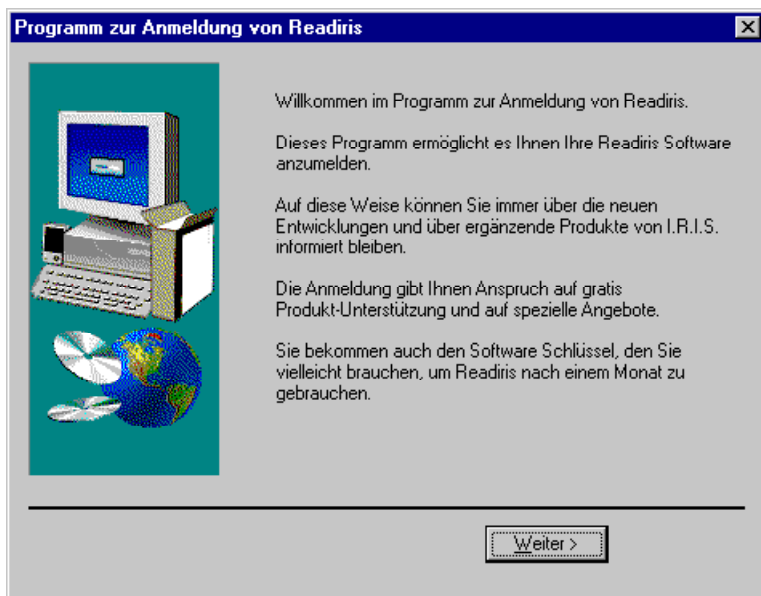 Programm zur Anmeldung von Readiris
Willkommen im Programm zur Anmeldung von Readiris.
Dieses Programm ermöglicht es Ihnen Ihre Readiris Software
anzumelden.
Auf diese Weise können Sie immer über die neuen
Entwicklungen und über ergänzende Produkte von I.R.I.S.
informiert bleiben.
Die Anmeldung gibt Ihnen Anspruch auf gratis
Produkt-Unterstützung und auf spezielle Angebote.
Sie bekommen auch den Software Schlüssel, den Sie
vielleicht brauchen, um Readiris nach einem Monat zu
gebrauchen.
Weiter >